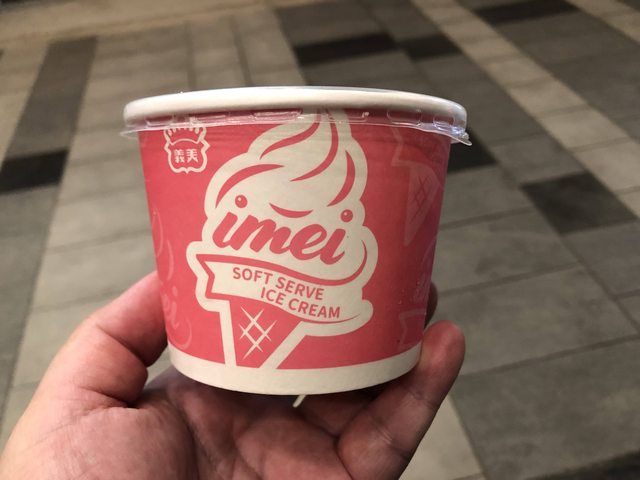 義美
imei
SOFT SERVE
ICE CREAM